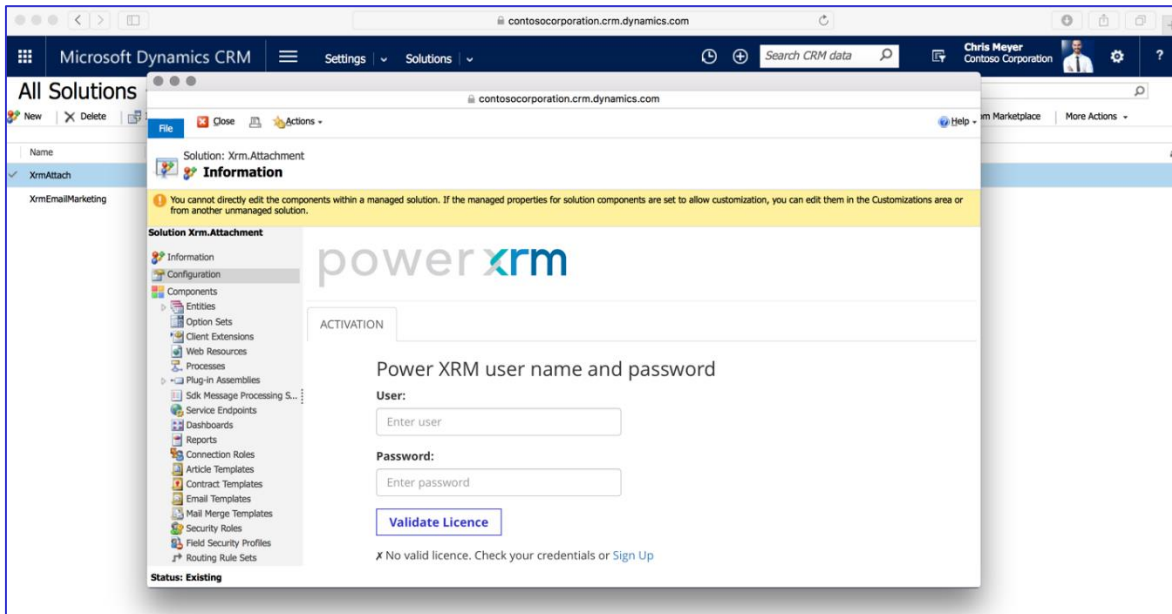 contosocorporation.crm.dynamics.com
Microsoft Dynamics CRM
Settings
Solutions
Search CRM data
Chris Meyer
Contoso Corporation
?
All Solutions
New
Delete
om Marketplace
More Actions
Name
XrmAttach
XrmEmailMarketing
contosocorporation.crm.dynamics.com
File
Close
Actions
Help
Solution: Xrm.Attachment
Information
You cannot directly edit the components within a managed solution. If the managed properties for solution components are set to allow customization, you can edit them in the Customizations area or
from another unmanaged solution.
Solution Xrm.Attachment
Information
Configuration
Components
Entities
Option Sets
Client Extensions
Web Resources
Processes
Plug-in Assemblies
Sdk Message Processing S...
Service Endpoints
Dashboards
Reports
Connection Roles
Article Templates
Contract Templates
Email Templates
Mail Merge Templates
Security Roles
Field Security Profiles
Routing Rule Sets
Status: Existing
power xrm
ACTIVATION
Power XRM user name and password
User:
Enter user
Password:
Enter password
Validate Licence
✗ No valid licence. Check your credentials or Sign Up